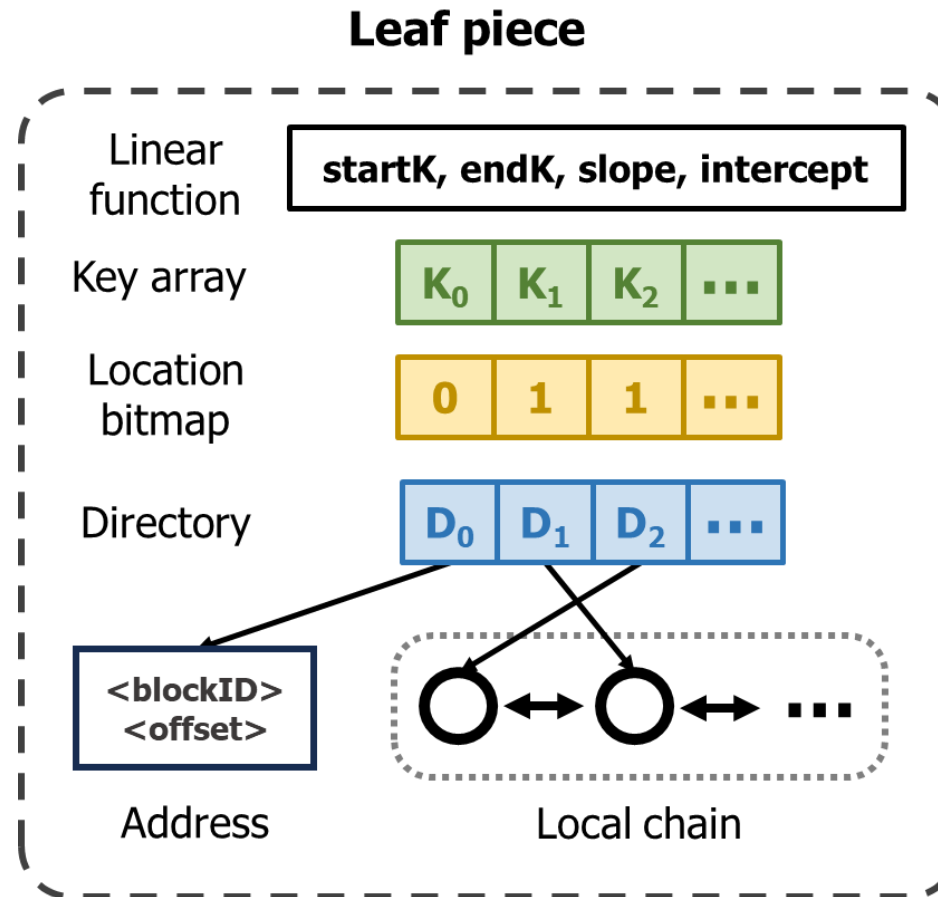 Leaf piece
Linear
function
startK, endK, slope, intercept
Key array
K₀ K₁ K₂ ...
Location
bitmap
0 1 1 ...
Directory
D₀ D₁ D₂ ...
<blockID>
<offset>
...
Address
Local chain